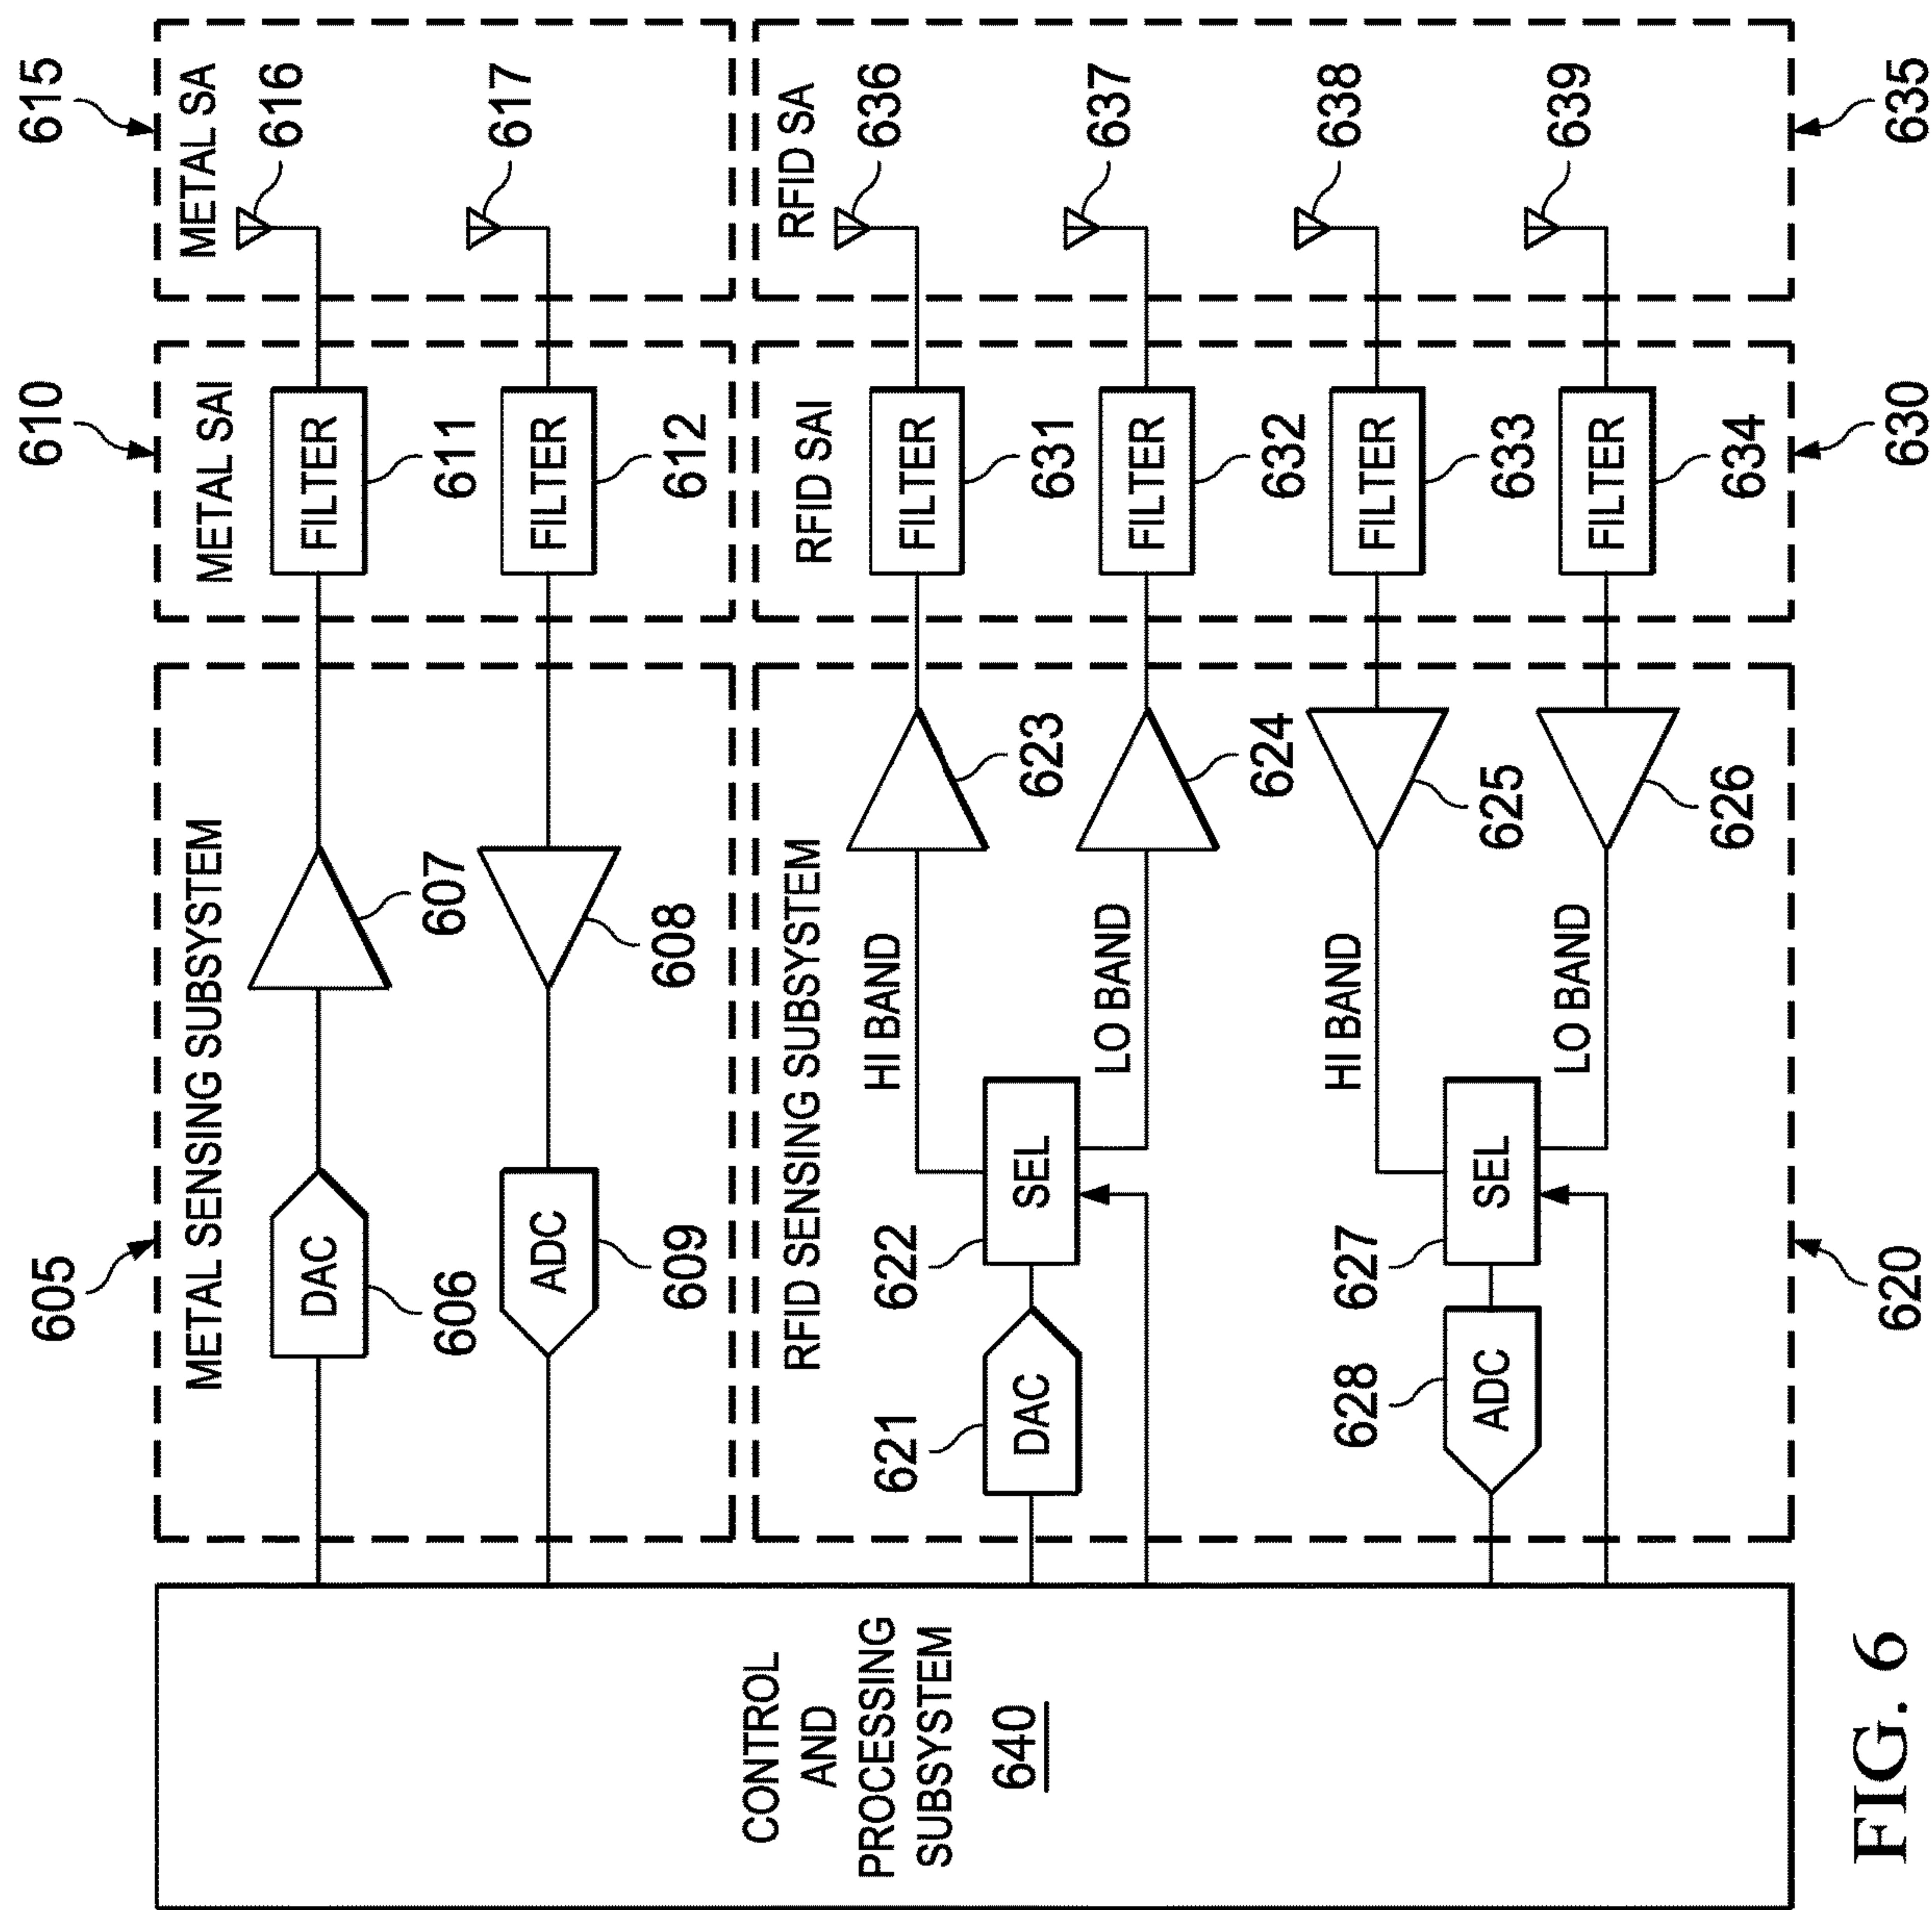 605
610
615
METAL SENSING SUBSYSTEM
METAL SAI
METAL SA
DAC
606
607
FILTER
611
616
ADC
609
608
FILTER
612
617
RFID SENSING SUBSYSTEM
RFID SAI
RFID SA
621
DAC
622
SEL
HI BAND
623
FILTER
631
636
LO BAND
624
FILTER
632
637
628
ADC
627
SEL
HI BAND
625
FILTER
633
638
LO BAND
626
FILTER
634
639
CONTROL
AND
PROCESSING
SUBSYSTEM
640
620
630
635
FIG. 6